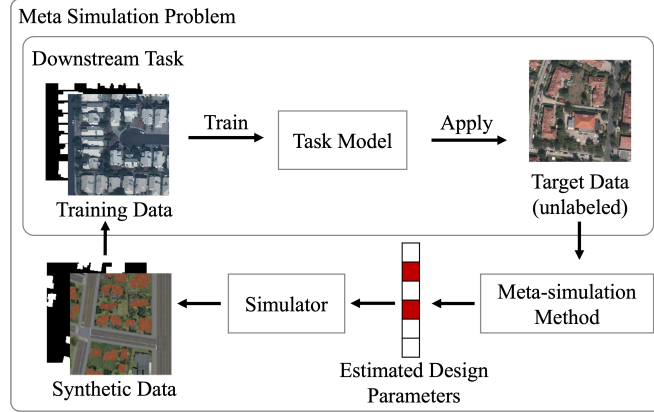 Meta Simulation Problem
Downstream Task
Train
Task Model
Apply
Training Data
Target Data
(unlabeled)
Simulator
Meta-simulation
Method
Synthetic Data
Estimated Design
Parameters